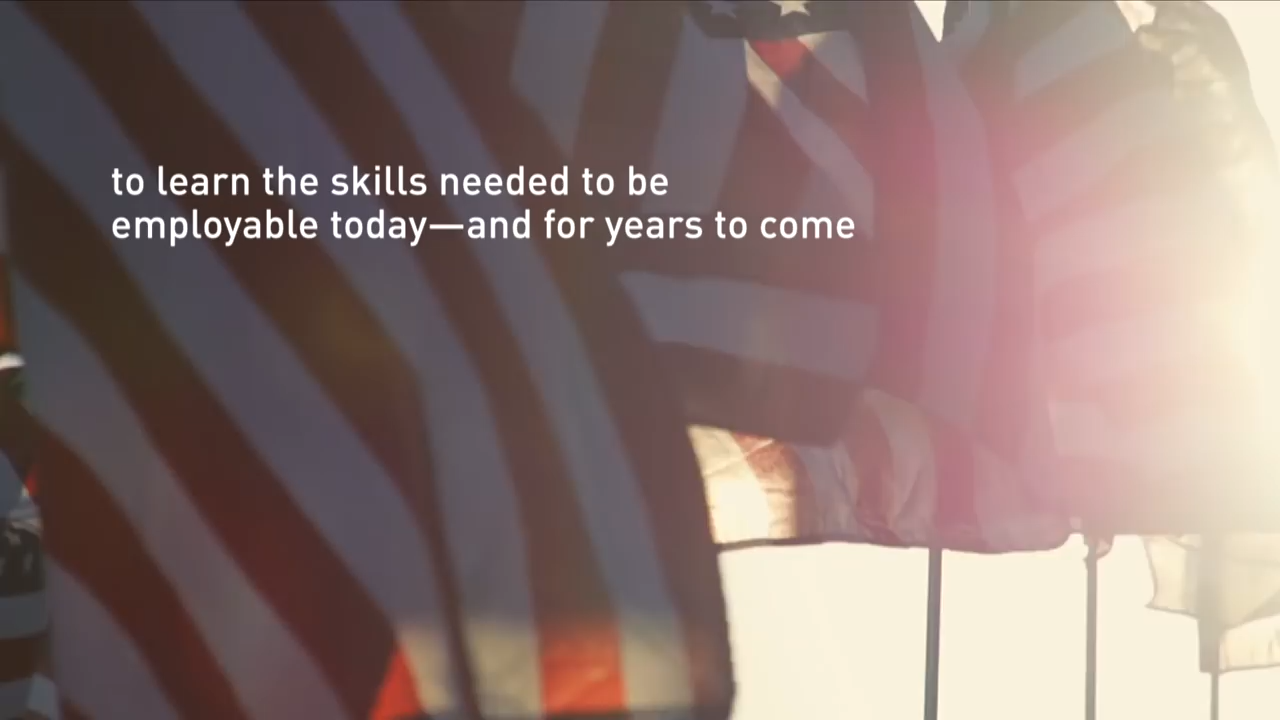 to learn the skills needed to be
employable today—and for years to come